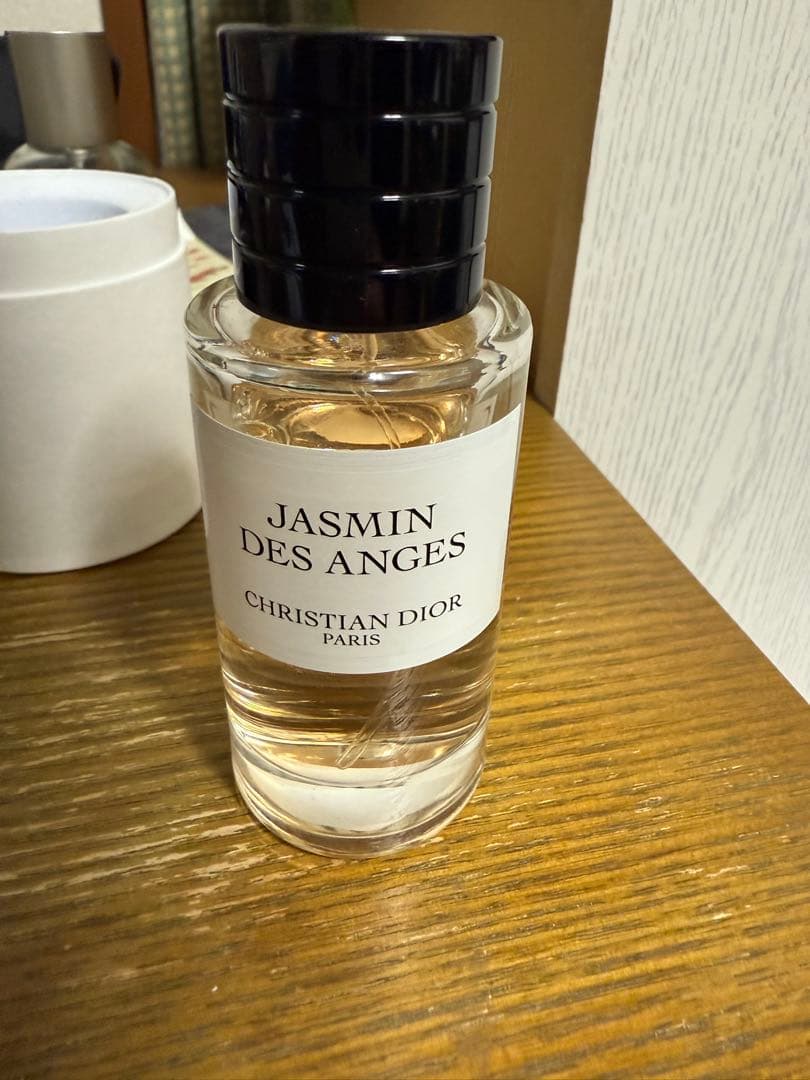 JASMIN
DES ANGES
CHRISTIAN DIOR
PARIS